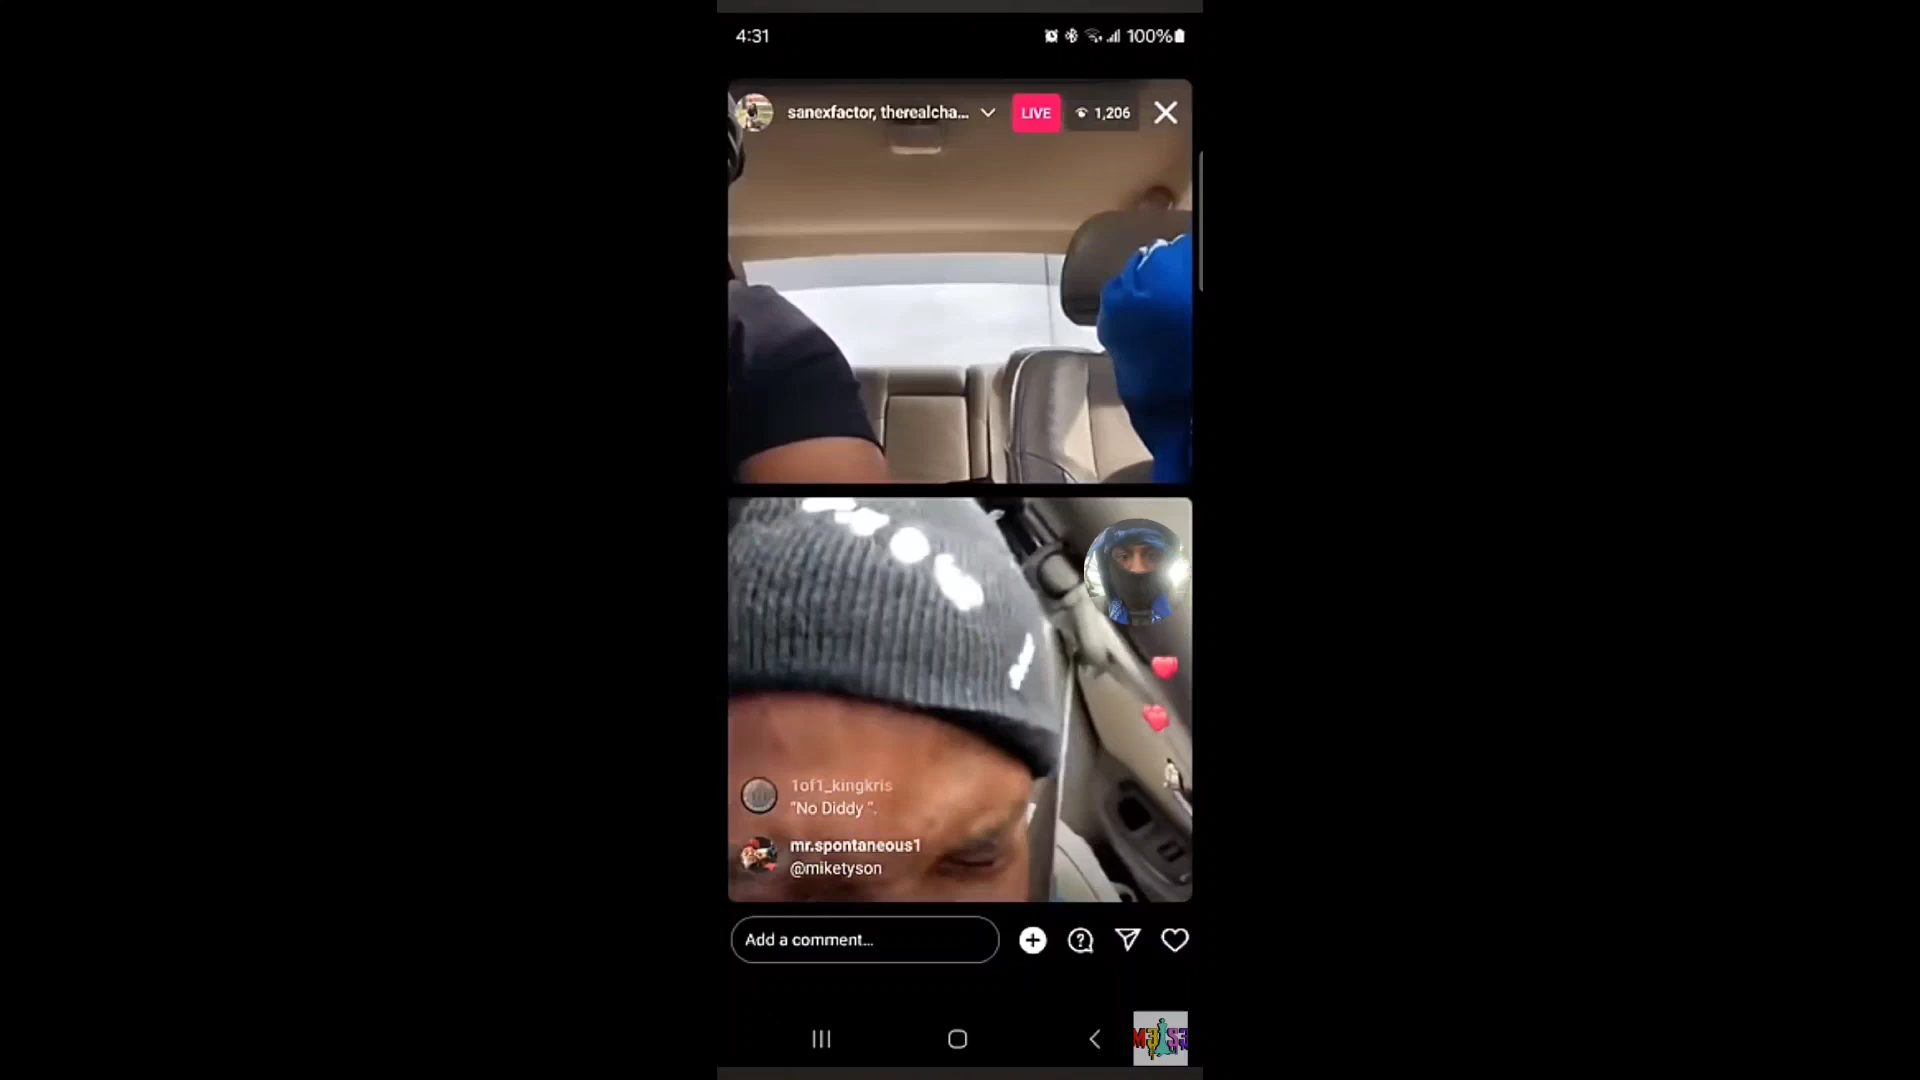 4:31
100%
sanexfactor, therealcha...
LIVE
1,206
1of1_kingkris
"No Diddy ".
mr.spontaneous1
@miketyson
Add a comment...